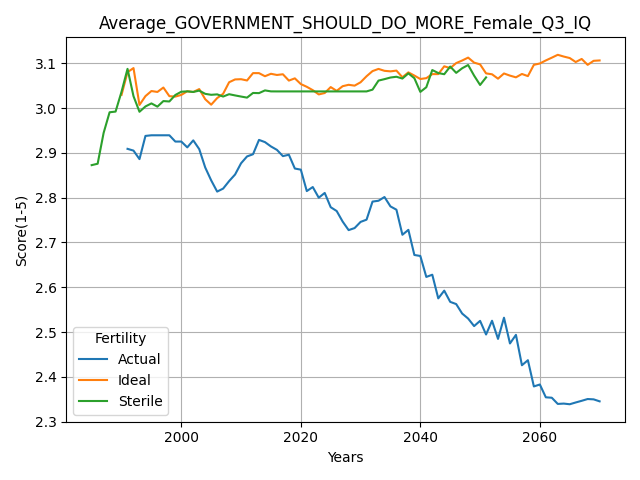 Average_GOVERNMENT_SHOULD_DO_MORE_Female_Q3_IQ
Score(1-5)
3.1
3.0
2.9
2.8
2.7
2.6
2.5
2.4
2.3
Fertility
Actual
Ideal
Sterile
2000
2020
2040
2060
Years